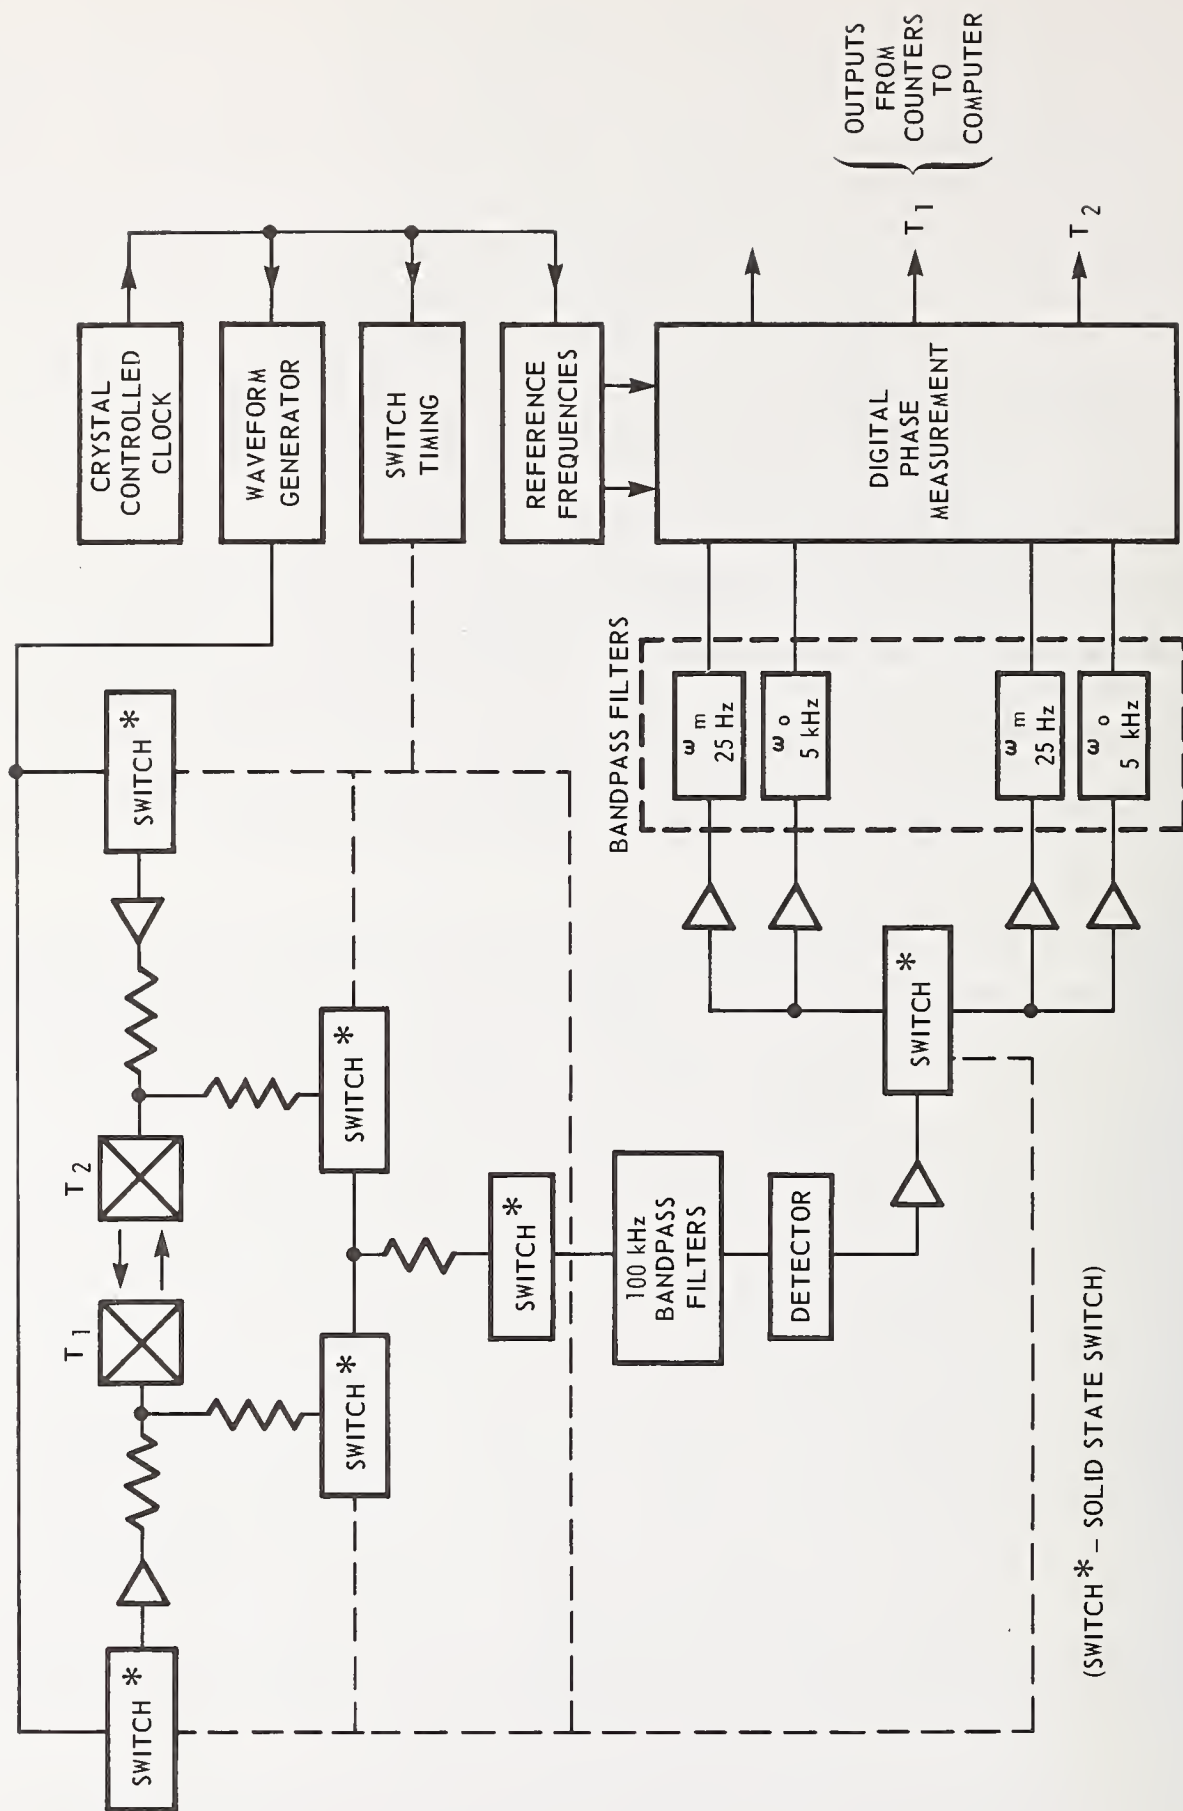 CRYSTAL
CONTROLLED
CLOCK
WAVEFORM
GENERATOR
SWITCH
TIMING
REFERENCE
FREQUENCIES
DIGITAL
PHASE
MEASUREMENT
OUTPUTS
FROM
COUNTERS
TO
COMPUTER
T1
T2
SWITCH*
T1
T2
SWITCH*
SWITCH*
SWITCH*
SWITCH*
100 kHz
BANDPASS
FILTERS
DETECTOR
SWITCH*
BANDPASS FILTERS
ωm
25 Hz
ωo
5 kHz
ωm
25 Hz
ωo
5 kHz
(SWITCH* – SOLID STATE SWITCH)